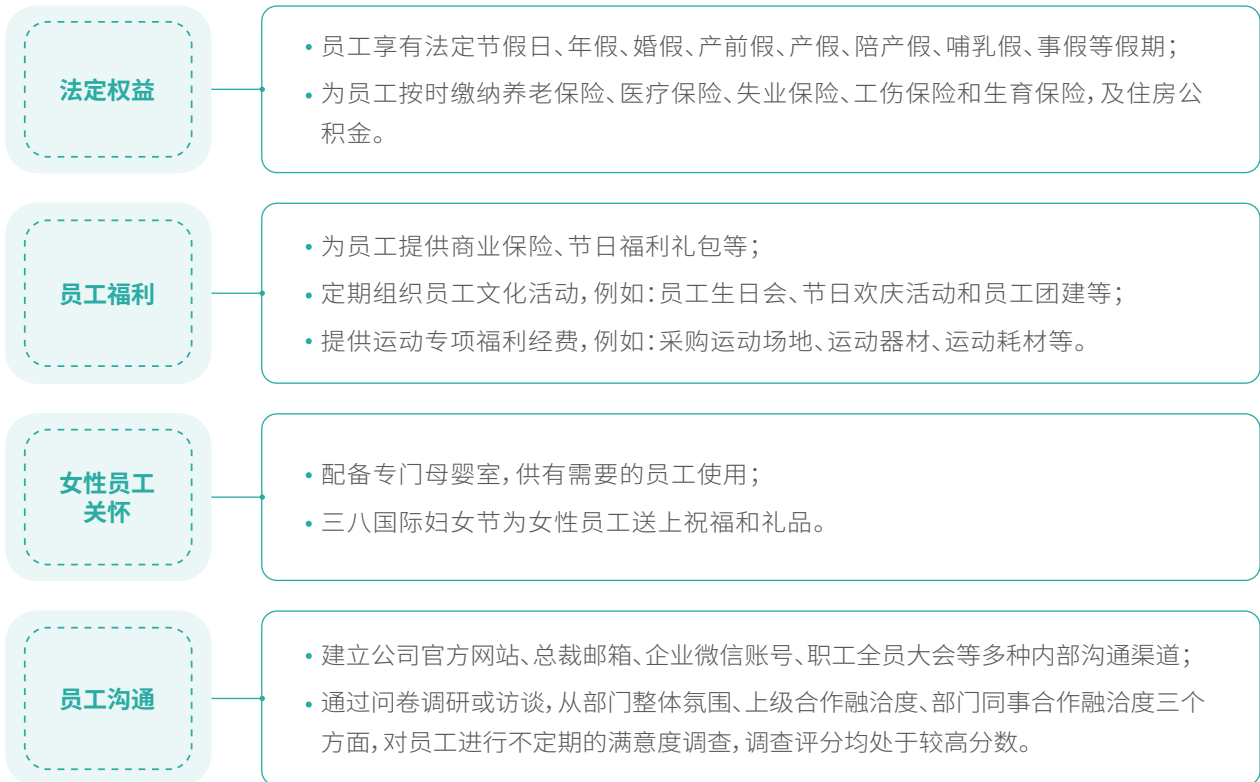 法定权益
• 员工享有法定节假日、年假、婚假、产前假、产假、陪产假、哺乳假、事假等假期；
• 为员工按时缴纳养老保险、医疗保险、失业保险、工伤保险和生育保险，及住房公
积金。
员工福利
• 为员工提供商业保险、节日福利礼包等；
• 定期组织员工文化活动，例如：员工生日会、节日欢庆活动和员工团建等；
• 提供运动专项福利经费，例如：采购运动场地、运动器材、运动耗材等。
女性员工
关怀
• 配备专门母婴室，供有需要的员工使用；
• 三八国际妇女节为女性员工送上祝福和礼品。
员工沟通
• 建立公司官方网站、总裁邮箱、企业微信账号、职工全员大会等多种内部沟通渠道；
• 通过问卷调研或访谈，从部门整体氛围、上级合作融洽度、部门同事合作融洽度三个
方面，对员工进行不定期的满意度调查，调查评分均处于较高分数。